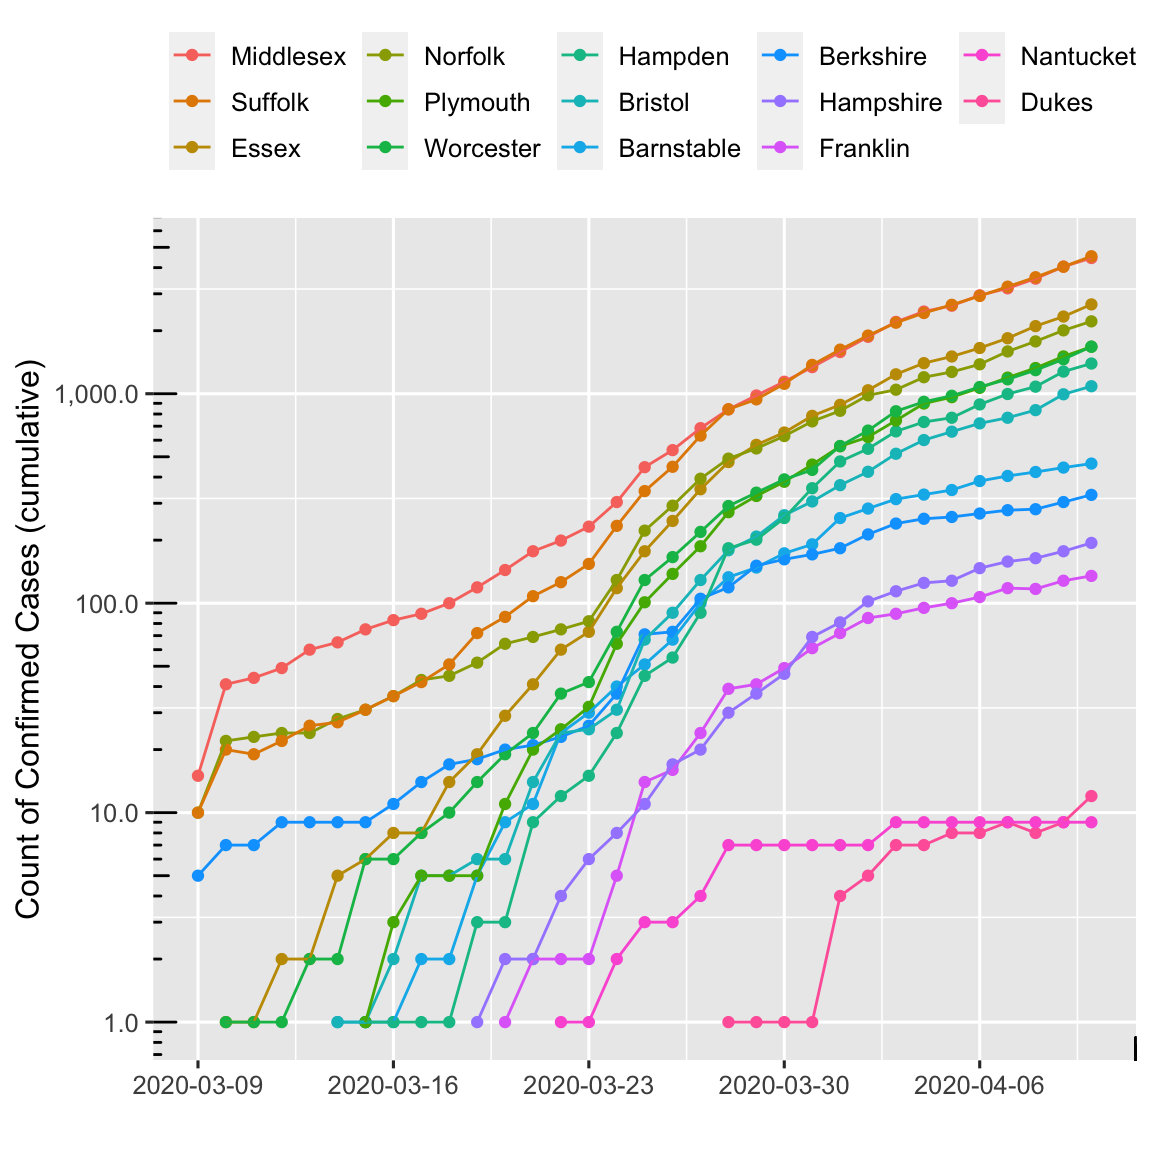 Middlesex Norfolk Hampden Berkshire Nantucket
Suffolk Plymouth Bristol Hampshire Dukes
Essex Worcester Barnstable Franklin
Count of Confirmed Cases (cumulative)
1,000.0
100.0
10.0
1.0
2020-03-09 2020-03-16 2020-03-23 2020-03-30 2020-04-06